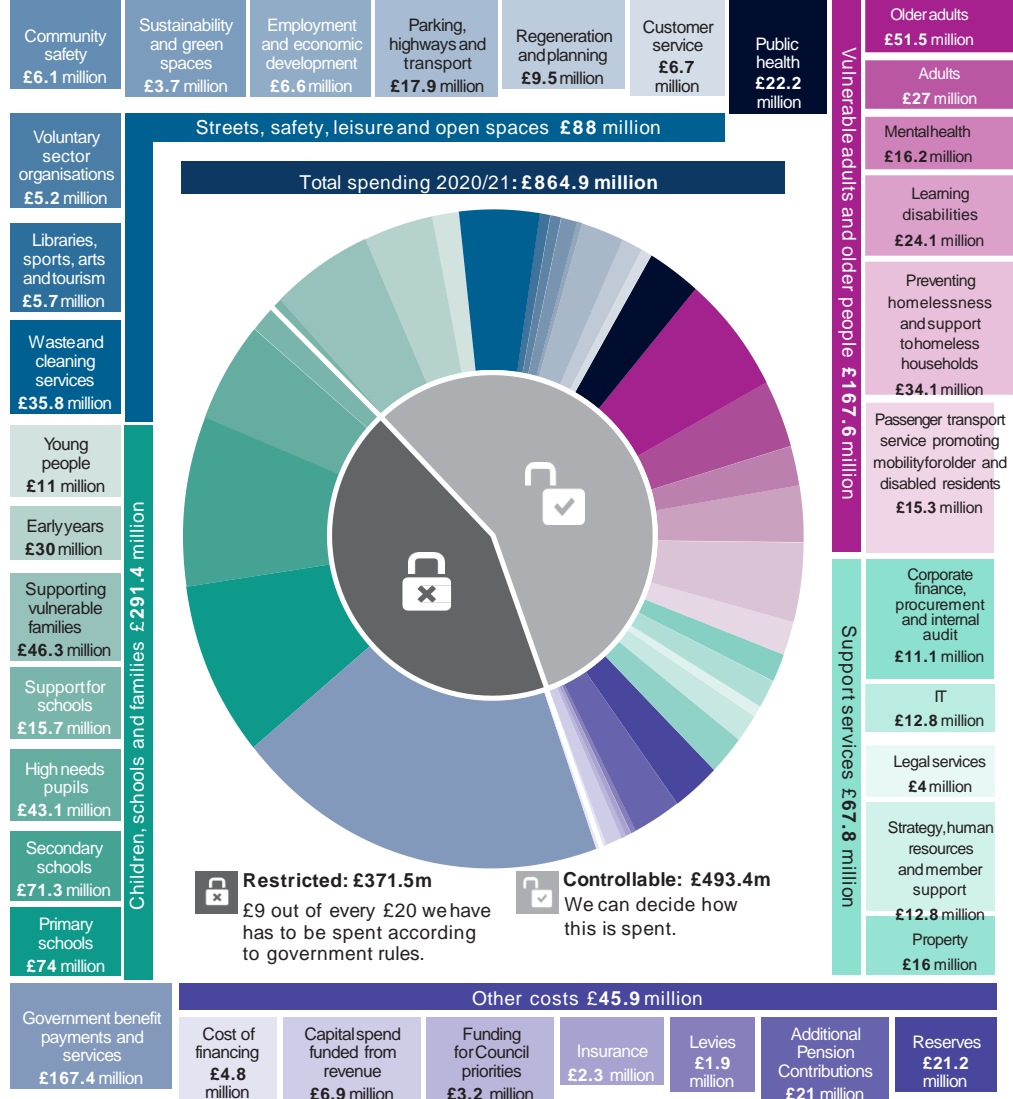 Community
safety
£6.1 million
Sustainability
and green
spaces
£3.7 million
Employment
and economic
development
£6.6 million
Parking,
highways and
transport
£17.9 million
Regeneration
and planning
£9.5 million
Customer
service
£6.7
million
Public
health
£22.2
million
Streets, safety, leisure and open spaces £88 million
Voluntary
sector
organisations
£5.2 million
Libraries,
sports, arts
and tourism
£5.7 million
Waste and
cleaning
services
£35.8 million
Total spending 2020/21: £864.9 million
Vulnerable adults and older people £167.6 million
Older adults
£51.5 million
Adults
£27 million
Mental health
£16.2 million
Learning
disabilities
£24.1 million
Preventing
homelessness
and support
to homeless
households
£34.1 million
Passenger transport
service promoting
mobility for older and
disabled residents
£15.3 million
Children, schools and families £291.4 million
Young
people
£11 million
Early years
£30 million
Supporting
vulnerable
families
£46.3 million
Support for
schools
£15.7 million
High needs
pupils
£43.1 million
Secondary
schools
£71.3 million
Primary
schools
£74 million
Support services £67.8 million
Corporate
finance,
procurement
and internal
audit
£11.1 million
IT
£12.8 million
Legal services
£4 million
Strategy, human
resources
and member
support
£12.8 million
Property
£16 million
Restricted: £371.5m
£9 out of every £20 we have
has to be spent according
to government rules.
Controllable: £493.4m
We can decide how
this is spent.
Government benefit
payments and
services
£167.4 million
Other costs £45.9 million
Cost of
financing
£4.8
million
Capital spend
funded from
revenue
£6.9 million
Funding
for Council
priorities
£3.2 million
Insurance
£2.3 million
Levies
£1.9
million
Additional
Pension
Contributions
£21 million
Reserves
£21.2
million